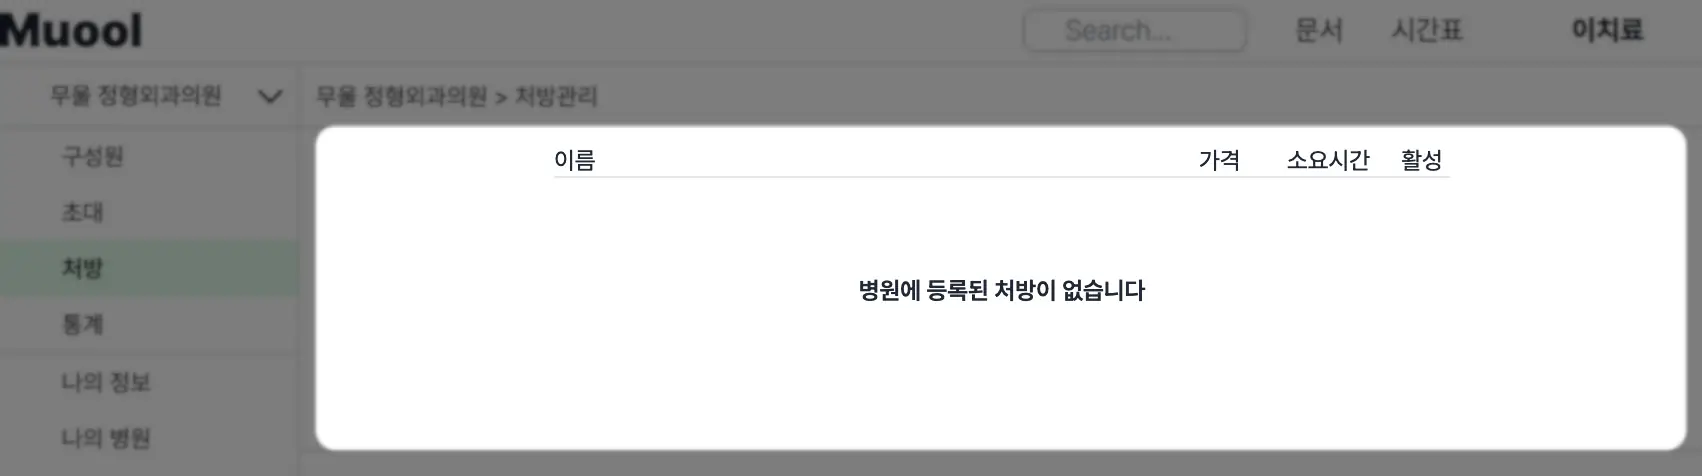 Muool
Search...
문서
시간표
이치료
무울 정형외과의원
무울 정형외과의원 > 처방관리
구성원
초대
처방
통계
나의 정보
나의 병원
이름 가격 소요시간 활성
병원에 등록된 처방이 없습니다